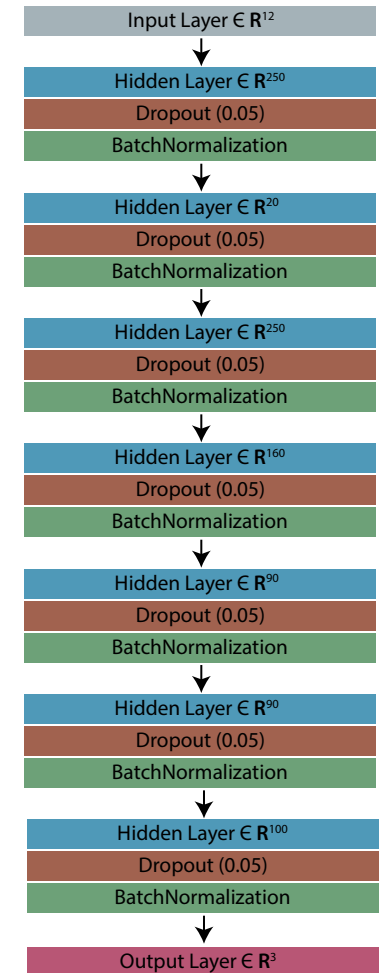 Input Layer ∈ R¹²
Hidden Layer ∈ R²⁵⁰
Dropout (0.05)
BatchNormalization
Hidden Layer ∈ R²⁰
Dropout (0.05)
BatchNormalization
Hidden Layer ∈ R²⁵⁰
Dropout (0.05)
BatchNormalization
Hidden Layer ∈ R¹⁶⁰
Dropout (0.05)
BatchNormalization
Hidden Layer ∈ R⁹⁰
Dropout (0.05)
BatchNormalization
Hidden Layer ∈ R⁹⁰
Dropout (0.05)
BatchNormalization
Hidden Layer ∈ R¹⁰⁰
Dropout (0.05)
BatchNormalization
Output Layer ∈ R³